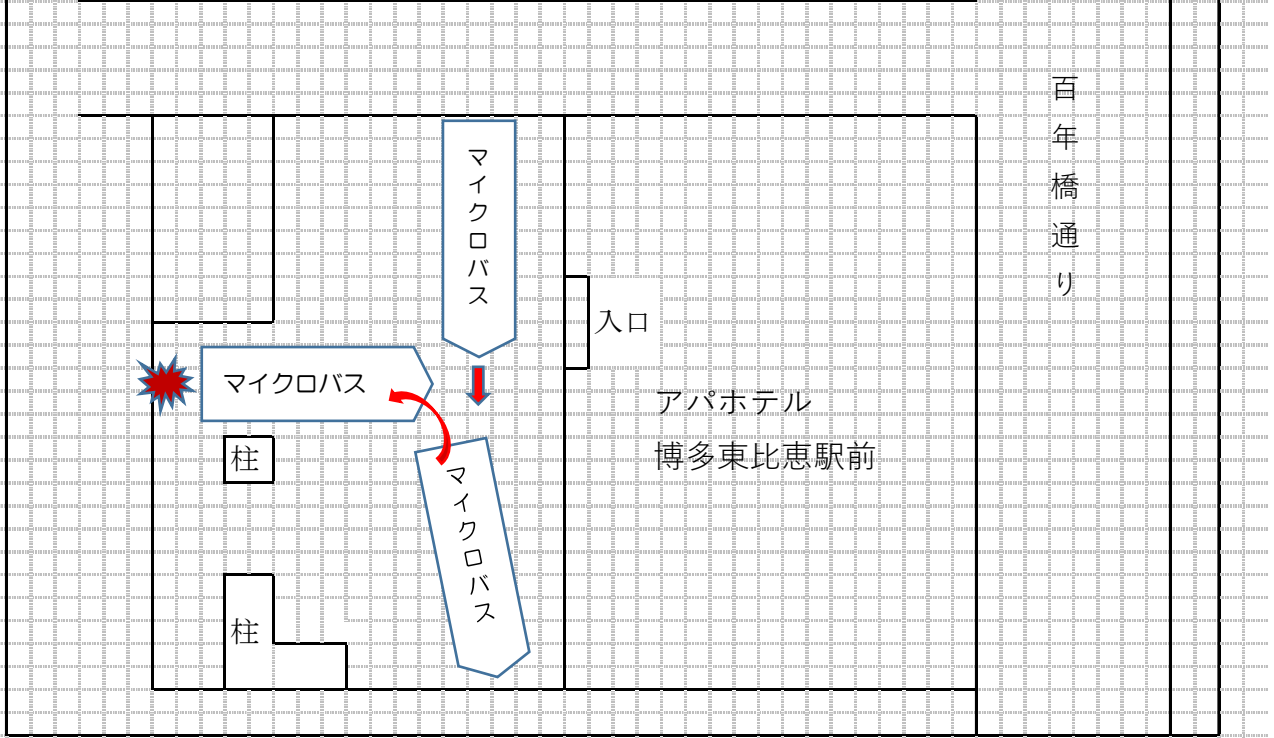 百年橋通り
マイクロバス
入口
マイクロバス
アパホテル
博多東比恵駅前
柱
マイクロバス
柱